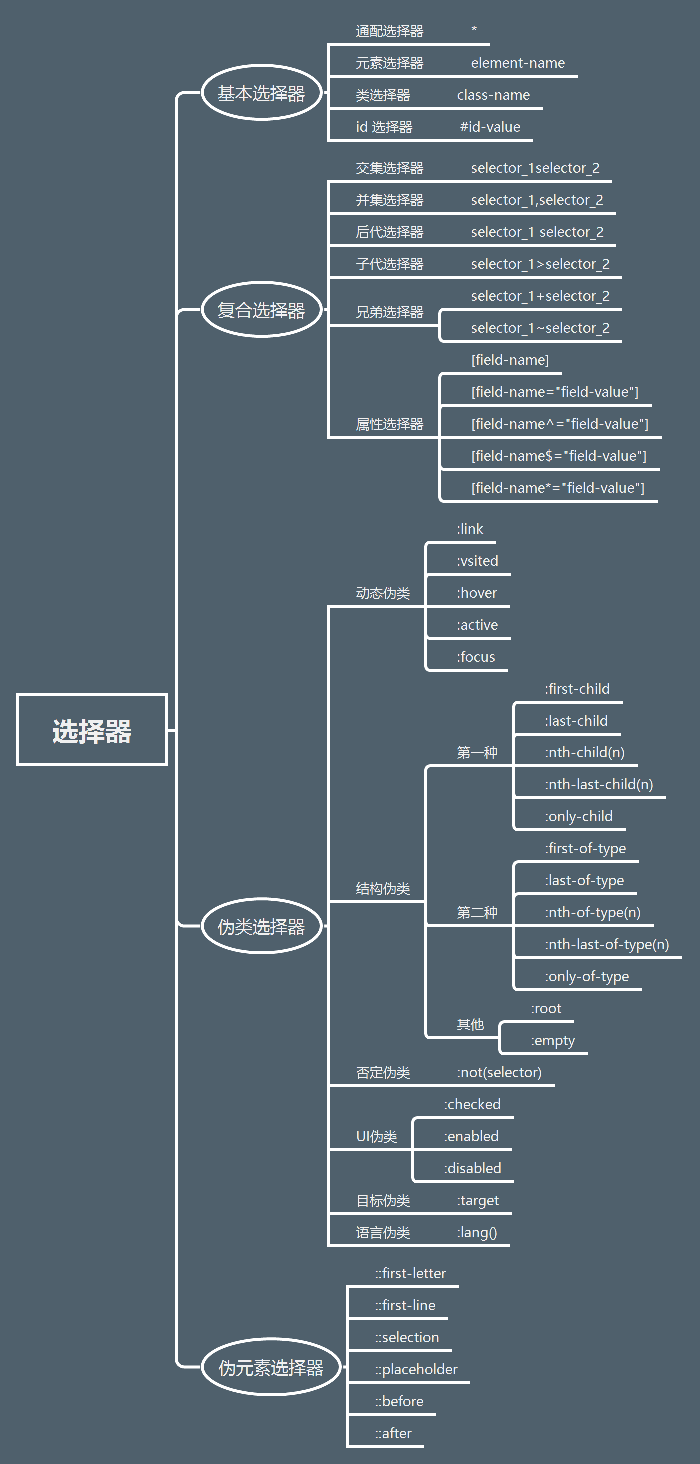 选择器
基本选择器
通配选择器 *
元素选择器 element-name
类选择器 class-name
id 选择器 #id-value
复合选择器
交集选择器 selector_1selector_2
并集选择器 selector_1,selector_2
后代选择器 selector_1 selector_2
子代选择器 selector_1>selector_2
兄弟选择器
selector_1+selector_2
selector_1~selector_2
属性选择器
[field-name]
[field-name="field-value"]
[field-name^="field-value"]
[field-name$="field-value"]
[field-name*="field-value"]
伪类选择器
动态伪类
:link
:vsited
:hover
:active
:focus
结构伪类
第一种
:first-child
:last-child
:nth-child(n)
:nth-last-child(n)
:only-child
第二种
:first-of-type
:last-of-type
:nth-of-type(n)
:nth-last-of-type(n)
:only-of-type
其他
:root
:empty
否定伪类 :not(selector)
UI伪类
:checked
:enabled
:disabled
目标伪类 :target
语言伪类 :lang()
伪元素选择器
::first-letter
::first-line
::selection
::placeholder
::before
::after